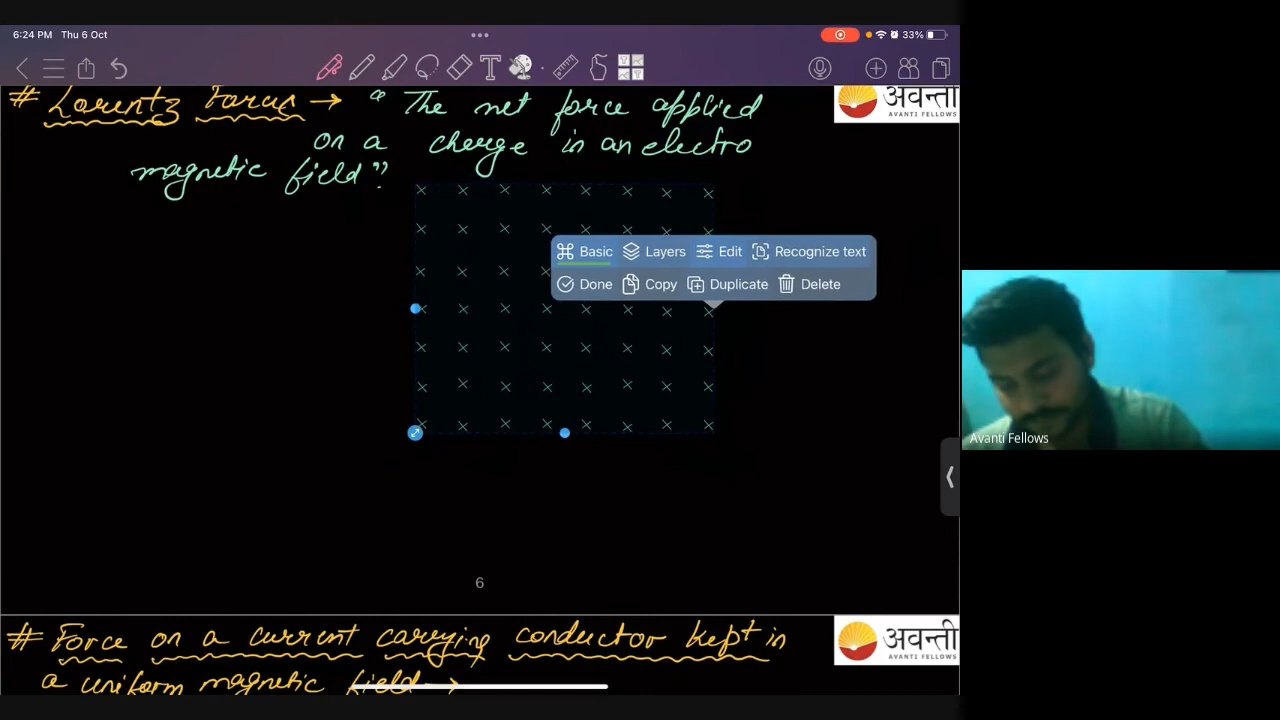 6:24 PM Thu 6 Oct
33%
# Lorentz Force → " The net force applied
on a charge in an electro
magnetic field"
अवन्ती
AVANTI FELLOWS
Basic Layers Edit Recognize text
Done Copy Duplicate Delete
Avanti Fellows
6
# Force on a current carrying conductor kept in
a uniform magnetic field →
अवन्ती
AVANTI FELLOWS